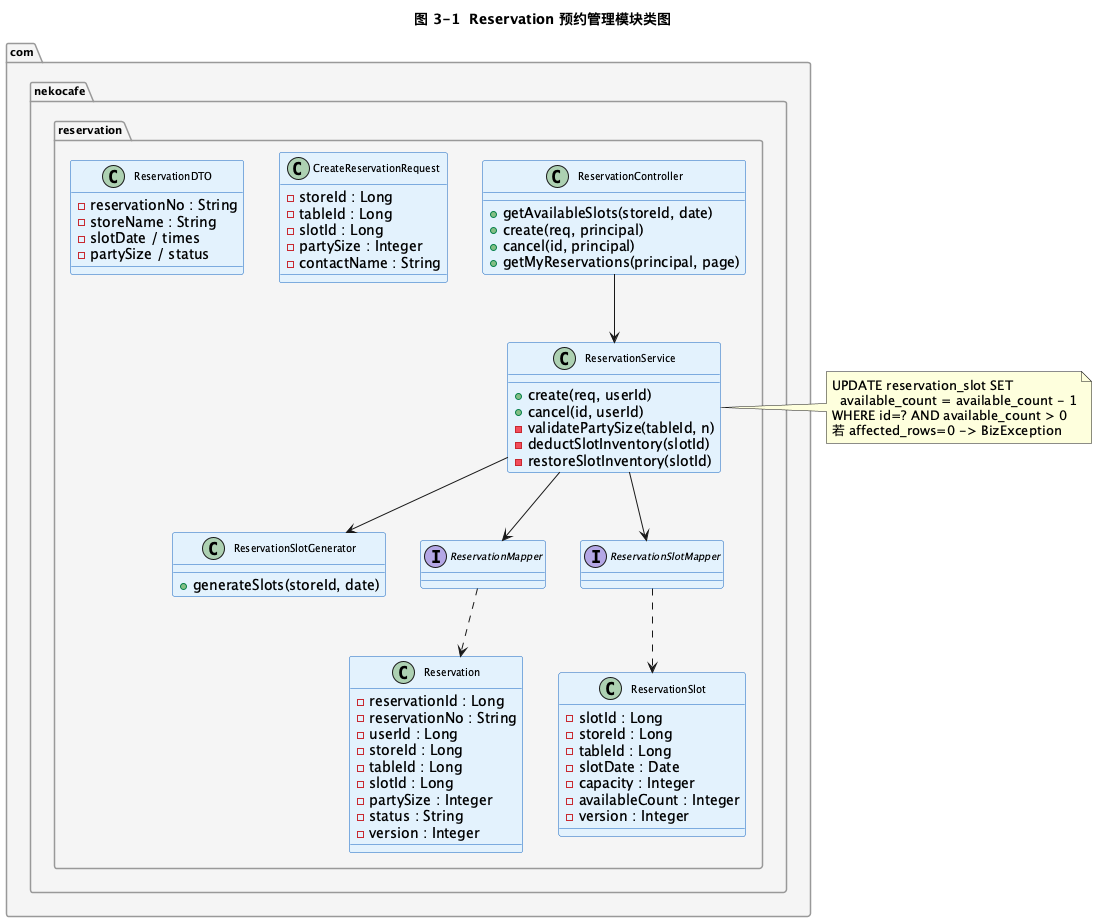 图 3-1  Reservation 预约管理模块类图
com
nekocafe
reservation
C ReservationDTO
reservationNo : String
storeName : String
slotDate / times
partySize / status
C CreateReservationRequest
storeId : Long
tableId : Long
slotId : Long
partySize : Integer
contactName : String
C ReservationController
getAvailableSlots(storeId, date)
create(req, principal)
cancel(id, principal)
getMyReservations(principal, page)
C ReservationService
create(req, userId)
cancel(id, userId)
validatePartySize(tableId, n)
deductSlotInventory(slotId)
restoreSlotInventory(slotId)
UPDATE reservation_slot SET
available_count = available_count - 1
WHERE id=? AND available_count > 0
若 affected_rows=0 -> BizException
C ReservationSlotGenerator
generateSlots(storeId, date)
I ReservationMapper
I ReservationSlotMapper
C Reservation
reservationId : Long
reservationNo : String
userId : Long
storeId : Long
tableId : Long
slotId : Long
partySize : Integer
status : String
version : Integer
C ReservationSlot
slotId : Long
storeId : Long
tableId : Long
slotDate : Date
capacity : Integer
availableCount : Integer
version : Integer